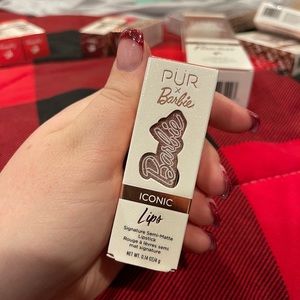 PÜR
x
Barbie
Barbie
ICONIC
Lips
Signature Semi-Matte
Lipstick
Rouge à lèvres semi
mat signature
NET WT. 0.14 OZ/4 g